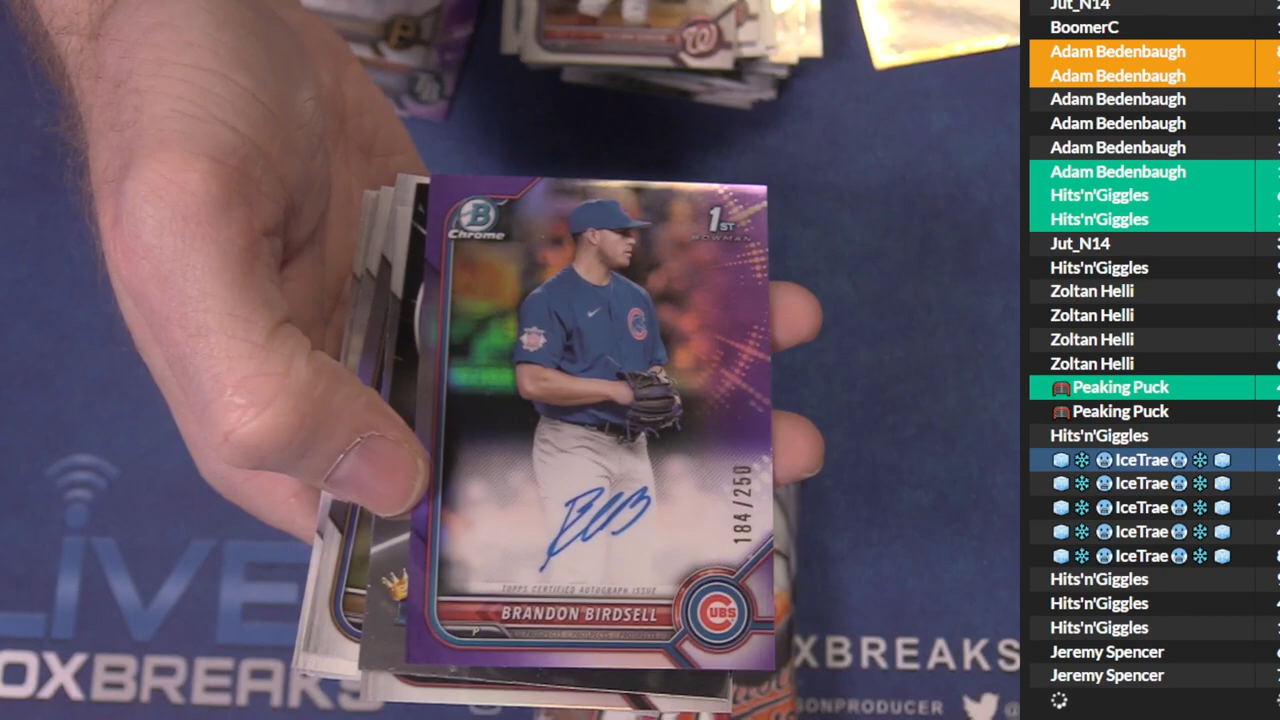 B
Chrome
1ST
BOWMAN
184/250
TOPPS CERTIFIED AUTOGRAPH ISSUE
BRANDON BIRDSELL
P
CUBS
LIVE
OXBREAKS
XBREAKS
SONPRODUCER
@
Jut_N14
BoomerC
Adam Bedenbaugh
Adam Bedenbaugh
Adam Bedenbaugh
Adam Bedenbaugh
Adam Bedenbaugh
Adam Bedenbaugh
Hits'n'Giggles
Hits'n'Giggles
Jut_N14
Hits'n'Giggles
Zoltan Helli
Zoltan Helli
Zoltan Helli
Zoltan Helli
Peaking Puck
Peaking Puck
Hits'n'Giggles
IceTrae
IceTrae
IceTrae
IceTrae
IceTrae
Hits'n'Giggles
Hits'n'Giggles
Hits'n'Giggles
Jeremy Spencer
Jeremy Spencer